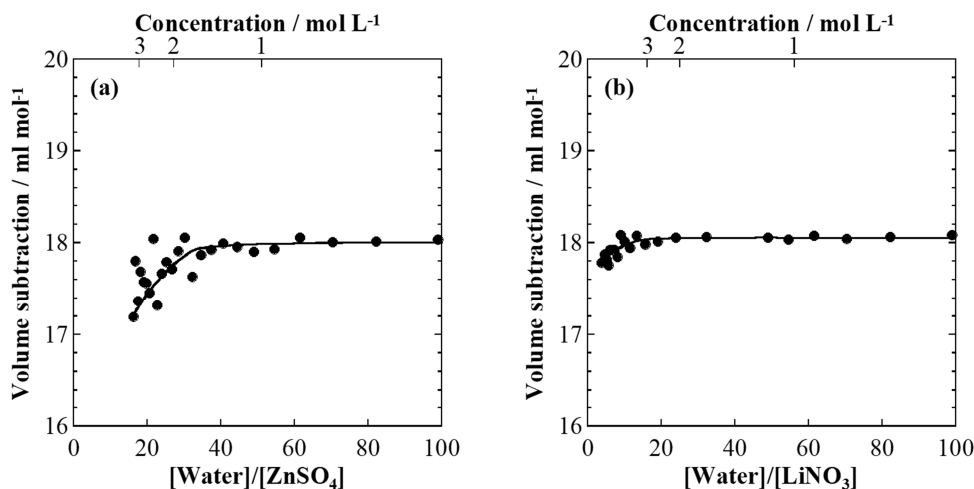 Concentration / mol L⁻¹
3 2 1
(a)
Volume subtraction / ml mol⁻¹
20
19
18
17
16
0 20 40 60 80 100
[Water]/[ZnSO₄]
Concentration / mol L⁻¹
3 2 1
(b)
Volume subtraction / ml mol⁻¹
20
19
18
17
16
0 20 40 60 80 100
[Water]/[LiNO₃]